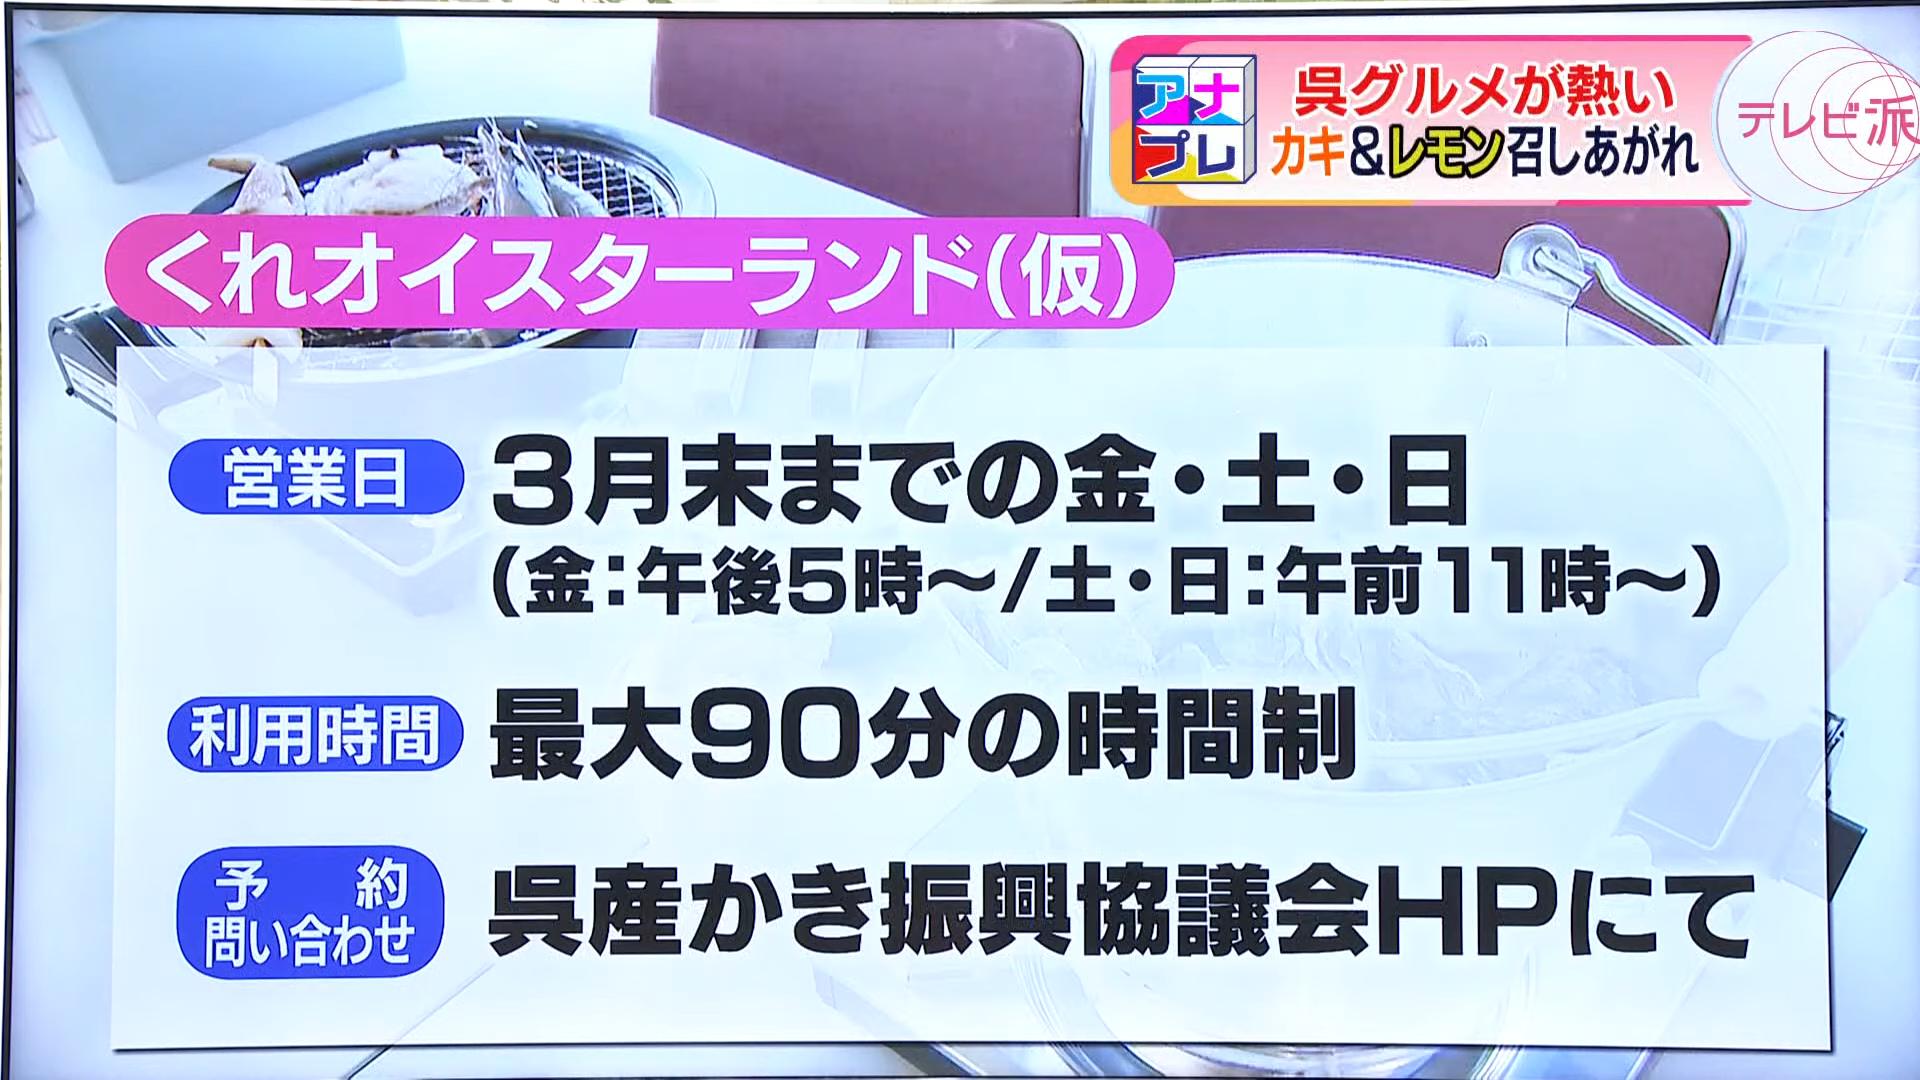 アナ
プレ
呉グルメが熱い
カキ&レモン召しあがれ
テレビ派
くれオイスターランド(仮)
営業日
3月末までの金・土・日
(金:午後5時〜/土・日:午前11時〜)
利用時間
最大90分の時間制
予約
問い合わせ
呉産かき振興協議会HPにて